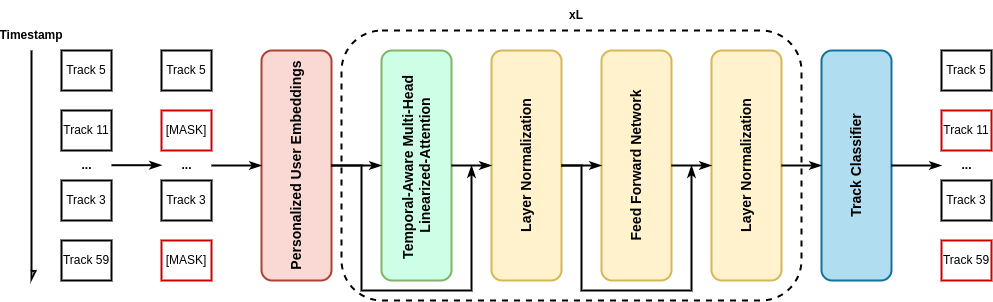 xL
Timestamp
Track 5
Track 11
...
Track 3
Track 59
Track 5
[MASK]
...
Track 3
[MASK]
Personalized User Embeddings
Temporal-Aware Multi-Head
Linearized-Attention
Layer Normalization
Feed Forward Network
Layer Normalization
Track Classifier
Track 5
Track 11
...
Track 3
Track 59